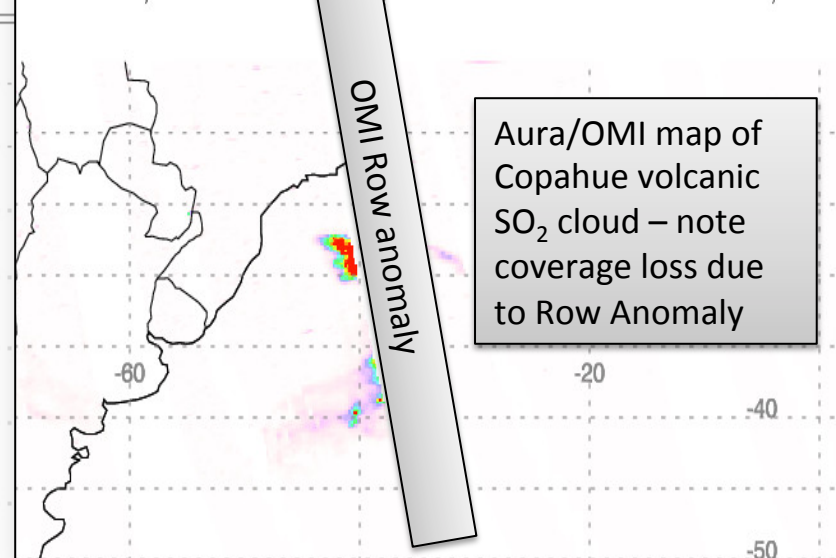 OMI Row anomaly
Aura/OMI map of
Copahue volcanic
SO₂ cloud – note
coverage loss due
to Row Anomaly
-60
-20
-40
-50